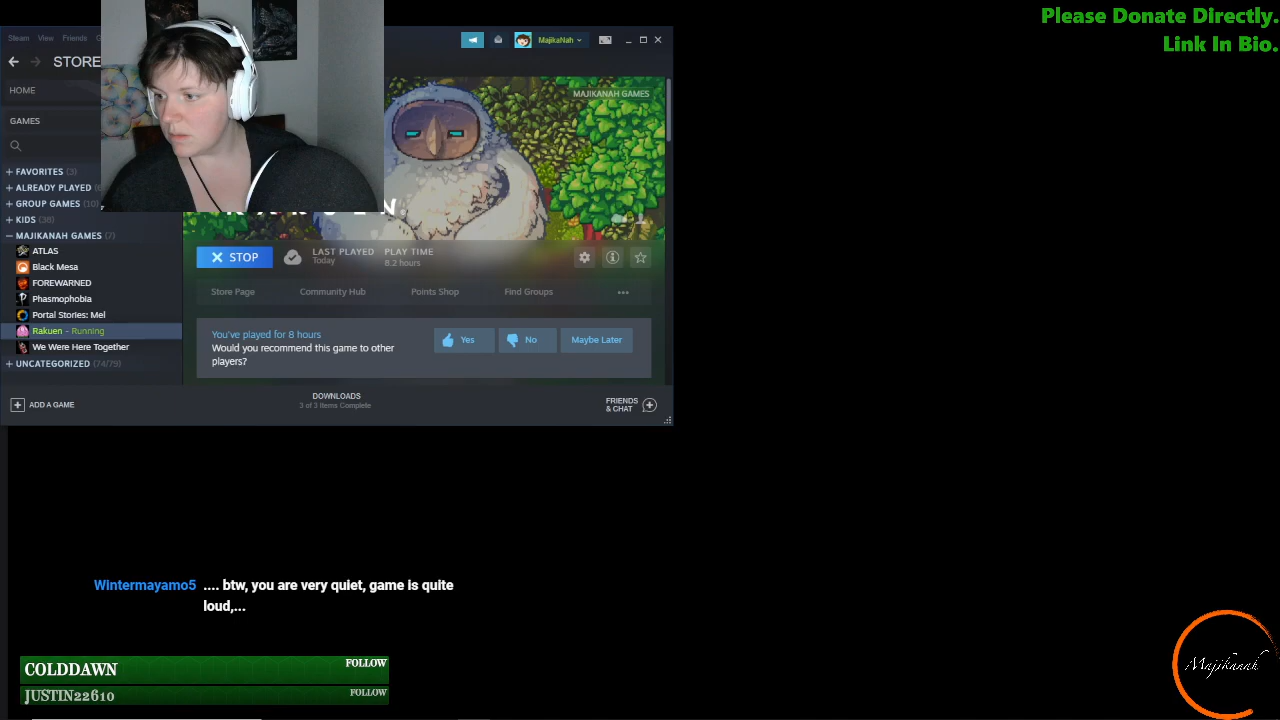 Please Donate Directly.
Link In Bio.
Steam View Friends
MajikaNah
STORE
HOME
GAMES
MAJIKANAH GAMES
FAVORITES (3)
ALREADY PLAYED
GROUP GAMES (10)
KIDS (38)
MAJIKANAH GAMES (7)
ATLAS
Black Mesa
FOREWARNED
Phasmophobia
Portal Stories: Mel
Rakuen - Running
We Were Here Together
UNCATEGORIZED (74/79)
STOP
LAST PLAYED
Today
PLAY TIME
8.2 hours
Store Page Community Hub Points Shop Find Groups
You've played for 8 hours
Would you recommend this game to other
players?
Yes No Maybe Later
ADD A GAME
DOWNLOADS
3 of 3 Items Complete
FRIENDS
& CHAT
Wintermayamo5 .... btw, you are very quiet, game is quite
loud,...
COLDDAWN FOLLOW
JUSTIN22610 FOLLOW
Majikanah